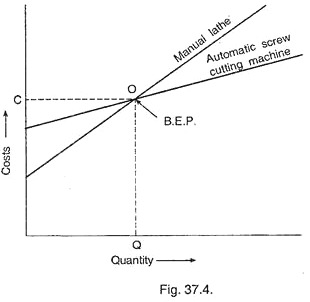 Manual lathe
Automatic screw
cutting machine
O
C
B.E.P.
Costs
Q
Quantity
Fig. 37.4.